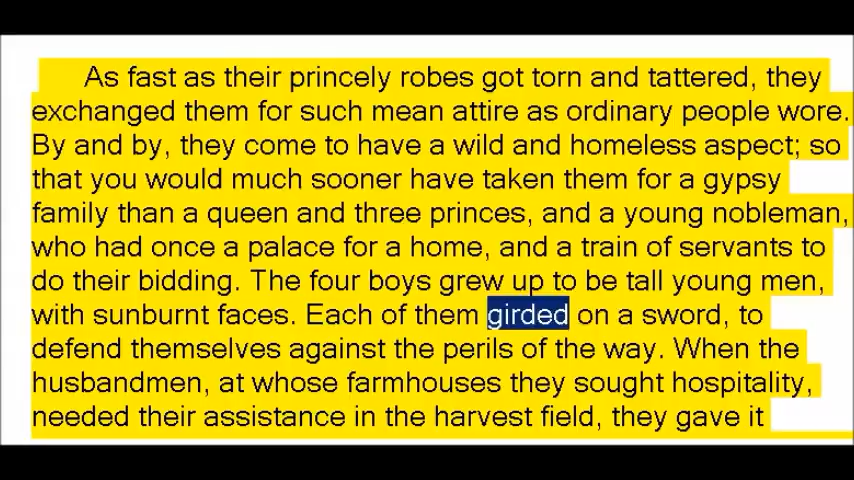 As fast as their princely robes got torn and tattered, they
exchanged them for such mean attire as ordinary people wore.
By and by, they come to have a wild and homeless aspect; so
that you would much sooner have taken them for a gypsy
family than a queen and three princes, and a young nobleman,
who had once a palace for a home, and a train of servants to
do their bidding. The four boys grew up to be tall young men,
with sunburnt faces. Each of them girded on a sword, to
defend themselves against the perils of the way. When the
husbandmen, at whose farmhouses they sought hospitality,
needed their assistance in the harvest field, they gave it